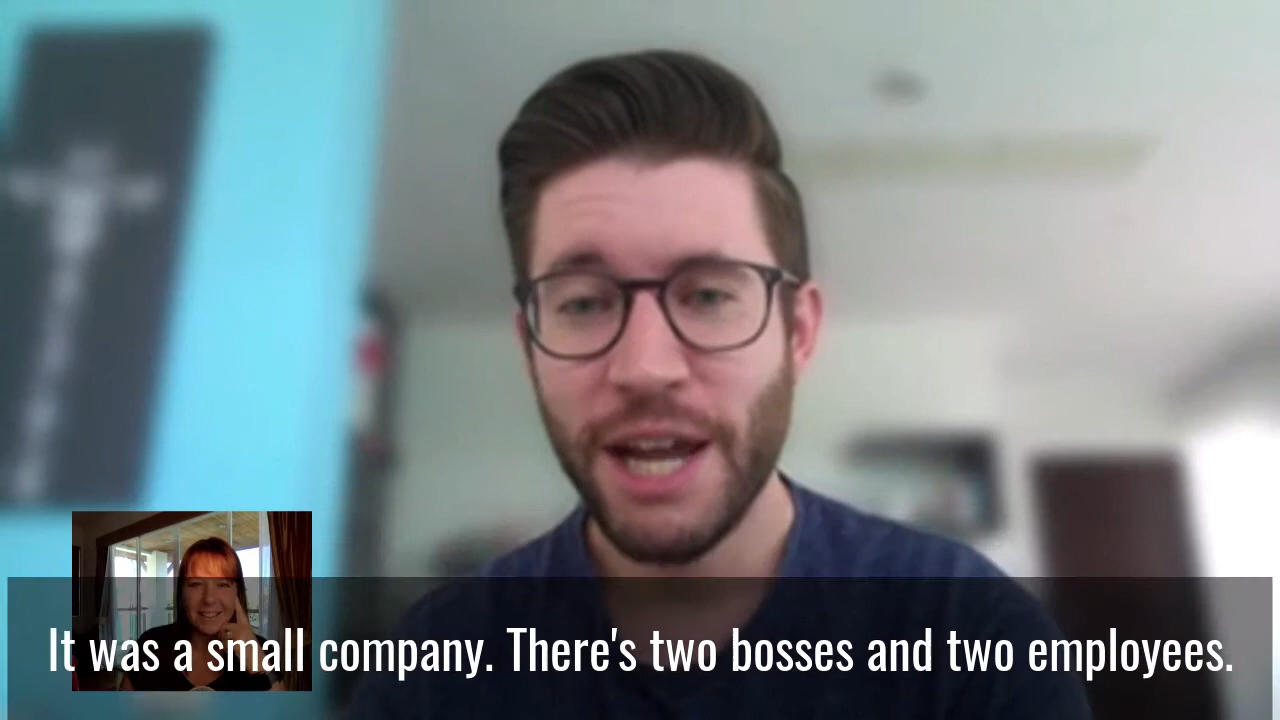 It was a small company. There's two bosses and two employees.